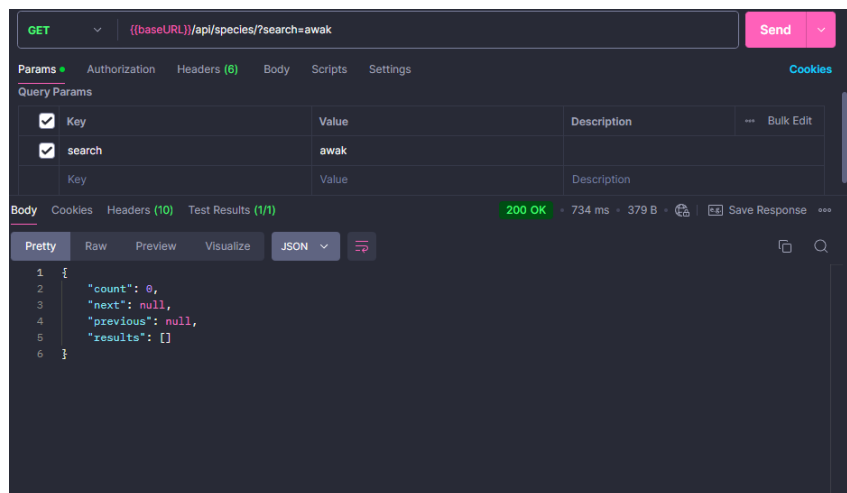 GET {{baseURL}}/api/species/?search=awak Send
Params Authorization Headers (6) Body Scripts Settings Cookies
Query Params
Key Value Description Bulk Edit
search awak
Key Value Description
Body Cookies Headers (10) Test Results (1/1) 200 OK 734 ms 379 B e.g. Save Response
Pretty Raw Preview Visualize JSON
1 {
2 "count": 0,
3 "next": null,
4 "previous": null,
5 "results": []
6 }